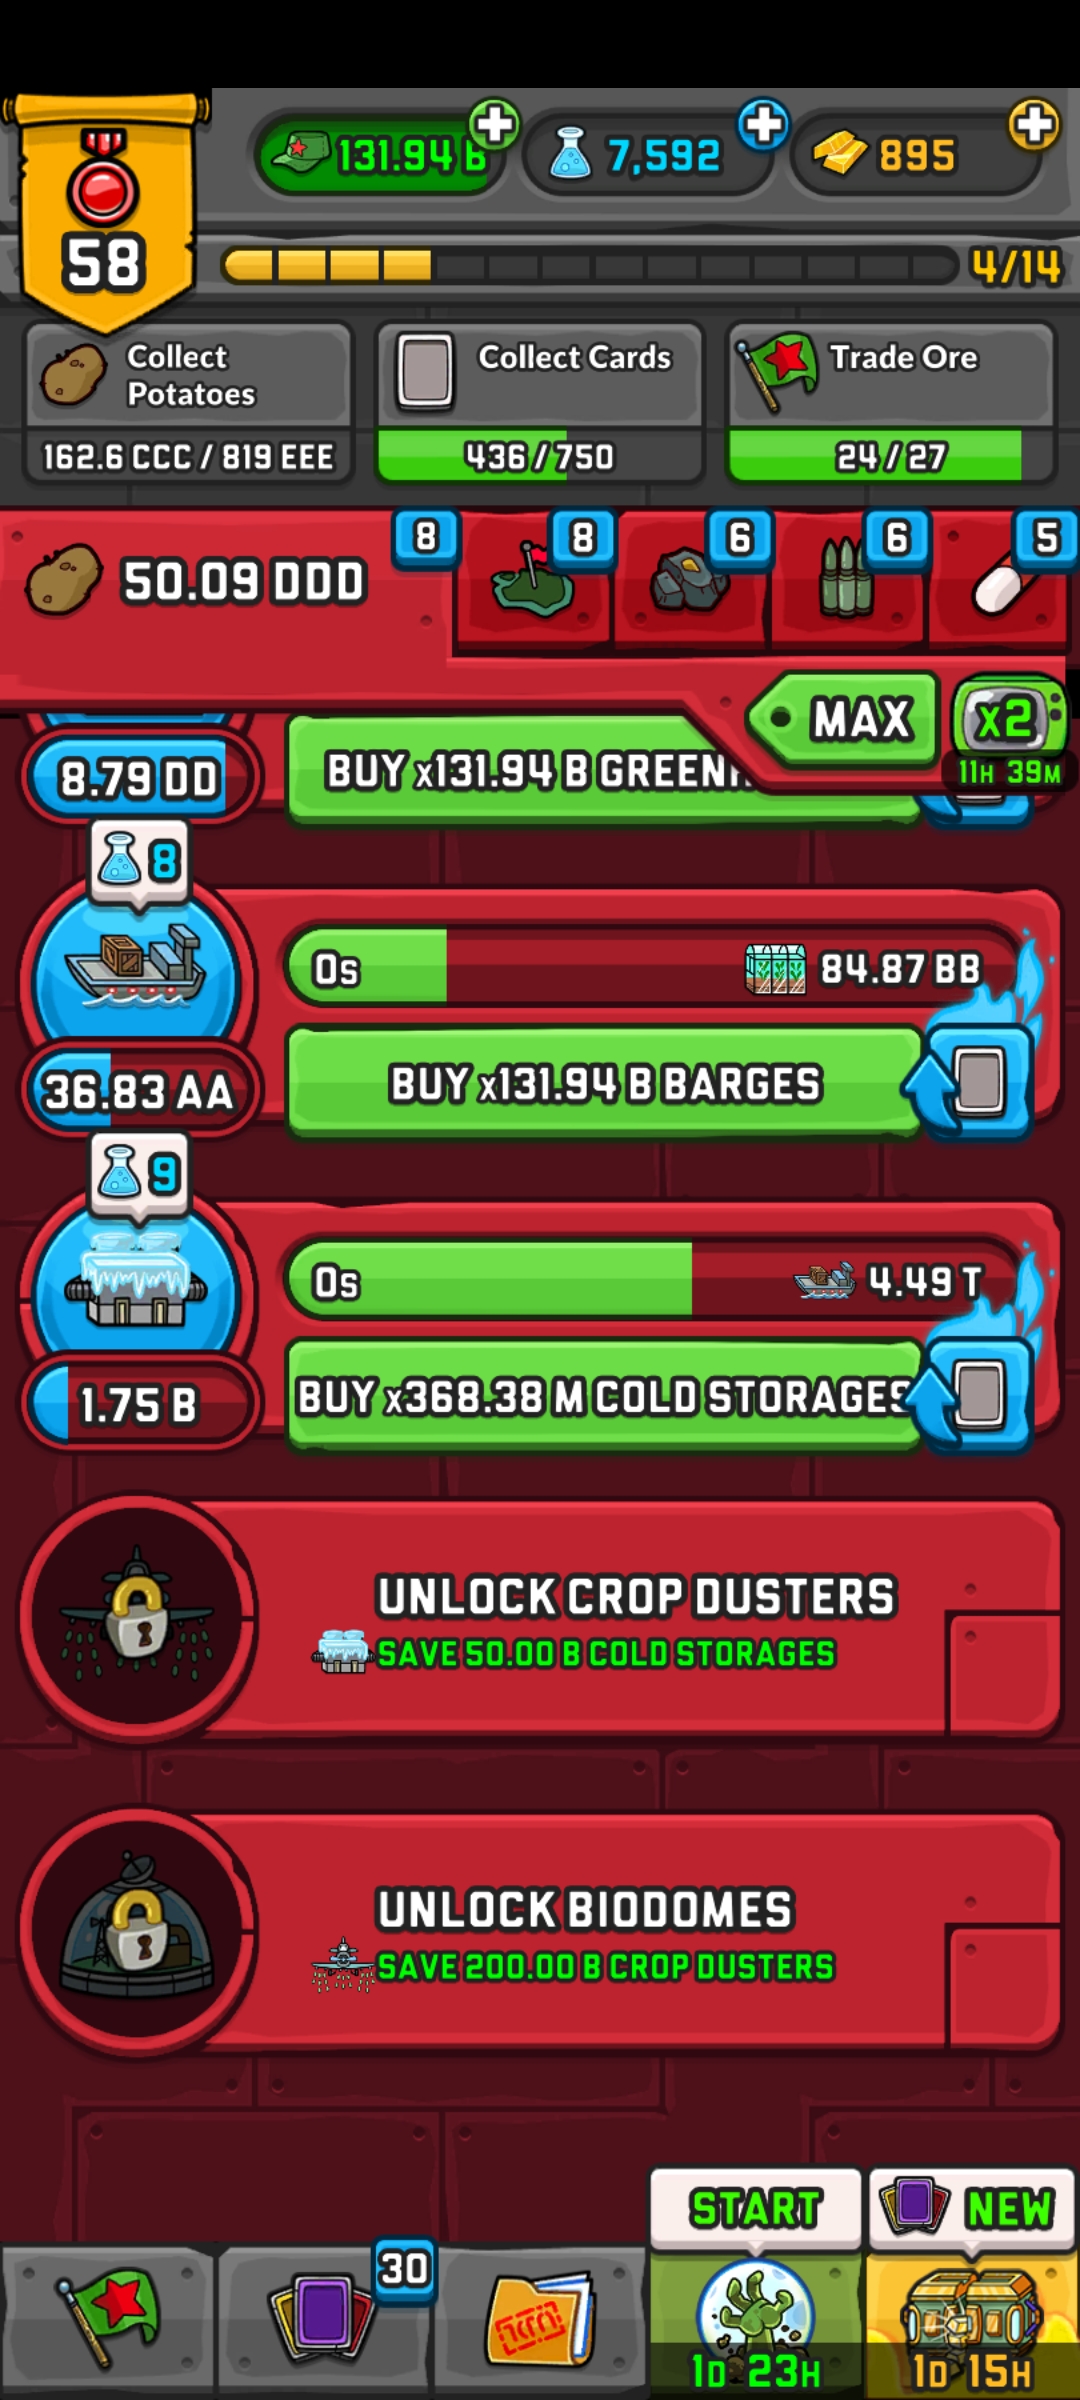 131.94 B
7,592
895
58
4/14
Collect
Potatoes
Collect Cards
Trade Ore
162.6 CCC / 819 EEE
436 / 750
24 / 27
50.09 DDD
8
8
6
6
5
MAX
x2
11H 39M
8.79 DD
BUY x131.94 B
8
0s
84.87 BB
36.83 AA
BUY x131.94 B BARGES
9
0s
4.49 T
1.75 B
BUY x368.38 M COLD STORAGES
UNLOCK CROP DUSTERS
SAVE 50.00 B COLD STORAGES
UNLOCK BIODOMES
SAVE 200.00 B CROP DUSTERS
START
NEW
30
1D 23H
1D 15H